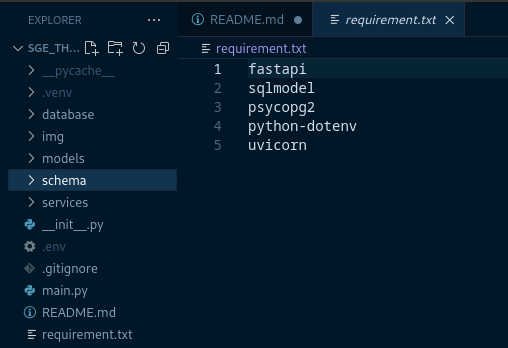 EXPLORER
SGE_TH...
__pycache__
.venv
database
img
models
schema
services
__init__.py
.env
.gitignore
main.py
README.md
requirement.txt
README.md
requirement.txt
requirement.txt
1 fastapi
2 sqlmodel
3 psycopg2
4 python-dotenv
5 uvicorn